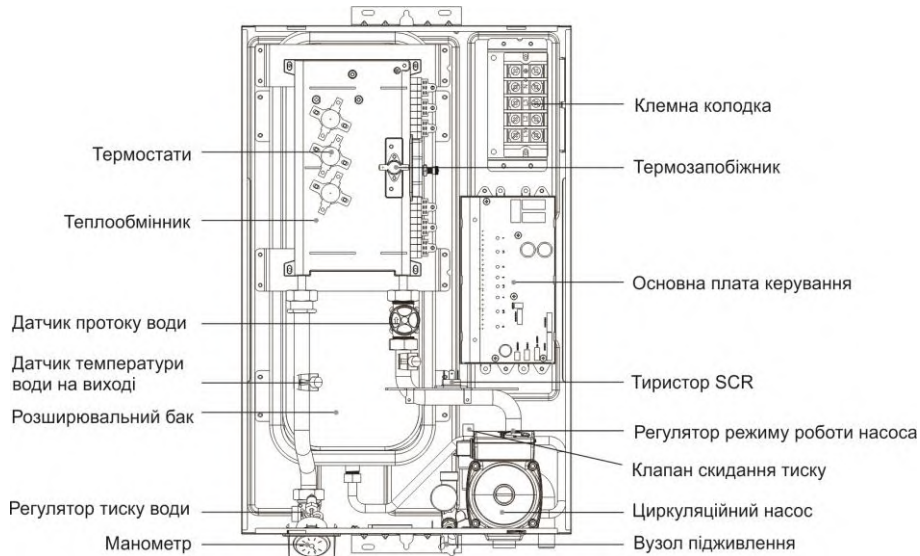 Клемна колодка
Термостати
Термозапобіжник
Теплообмінник
Основна плата керування
Датчик протоку води
Датчик температури
води на виході
Тиристор SCR
Розширювальний бак
Регулятор режиму роботи насоса
Клапан скидання тиску
Регулятор тиску води
Циркуляційний насос
Манометр
Вузол підживлення